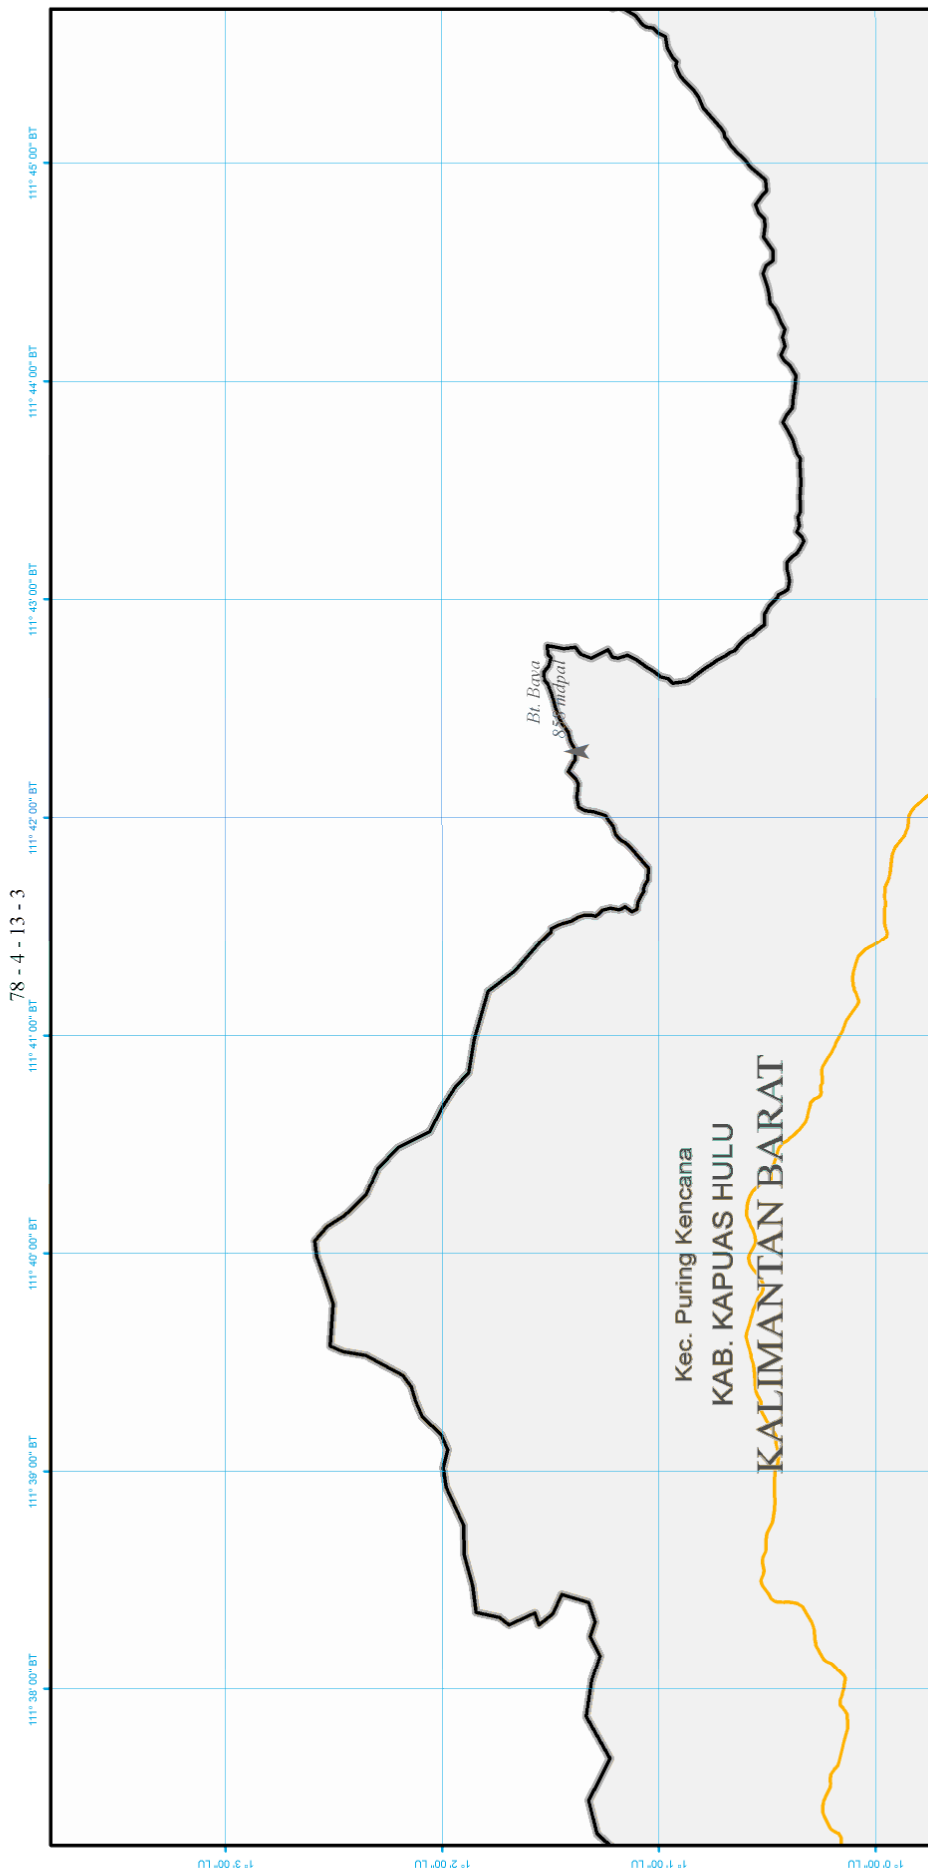 78 - 4 - 13 - 3
111° 38' 00" BT
111° 39' 00" BT
111° 40' 00" BT
111° 41' 00" BT
111° 42' 00" BT
111° 43' 00" BT
111° 44' 00" BT
111° 45' 00" BT
1° 3' 00" LU
1° 2' 00" LU
1° 1' 00" LU
1° 0' 00" LU
Bt. Baya
mdpal
Kec. Puring Kencana
KAB. KAPUAS HULU
KALIMANTAN BARAT